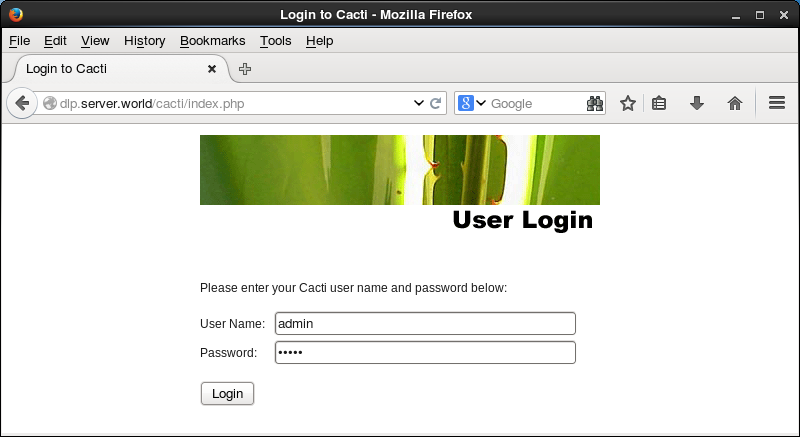 Login to Cacti - Mozilla Firefox
File Edit View History Bookmarks Tools Help
Login to Cacti
dlp.server.world/cacti/index.php
8 Google
User Login
Please enter your Cacti user name and password below:
User Name: admin
Password: •••••
Login